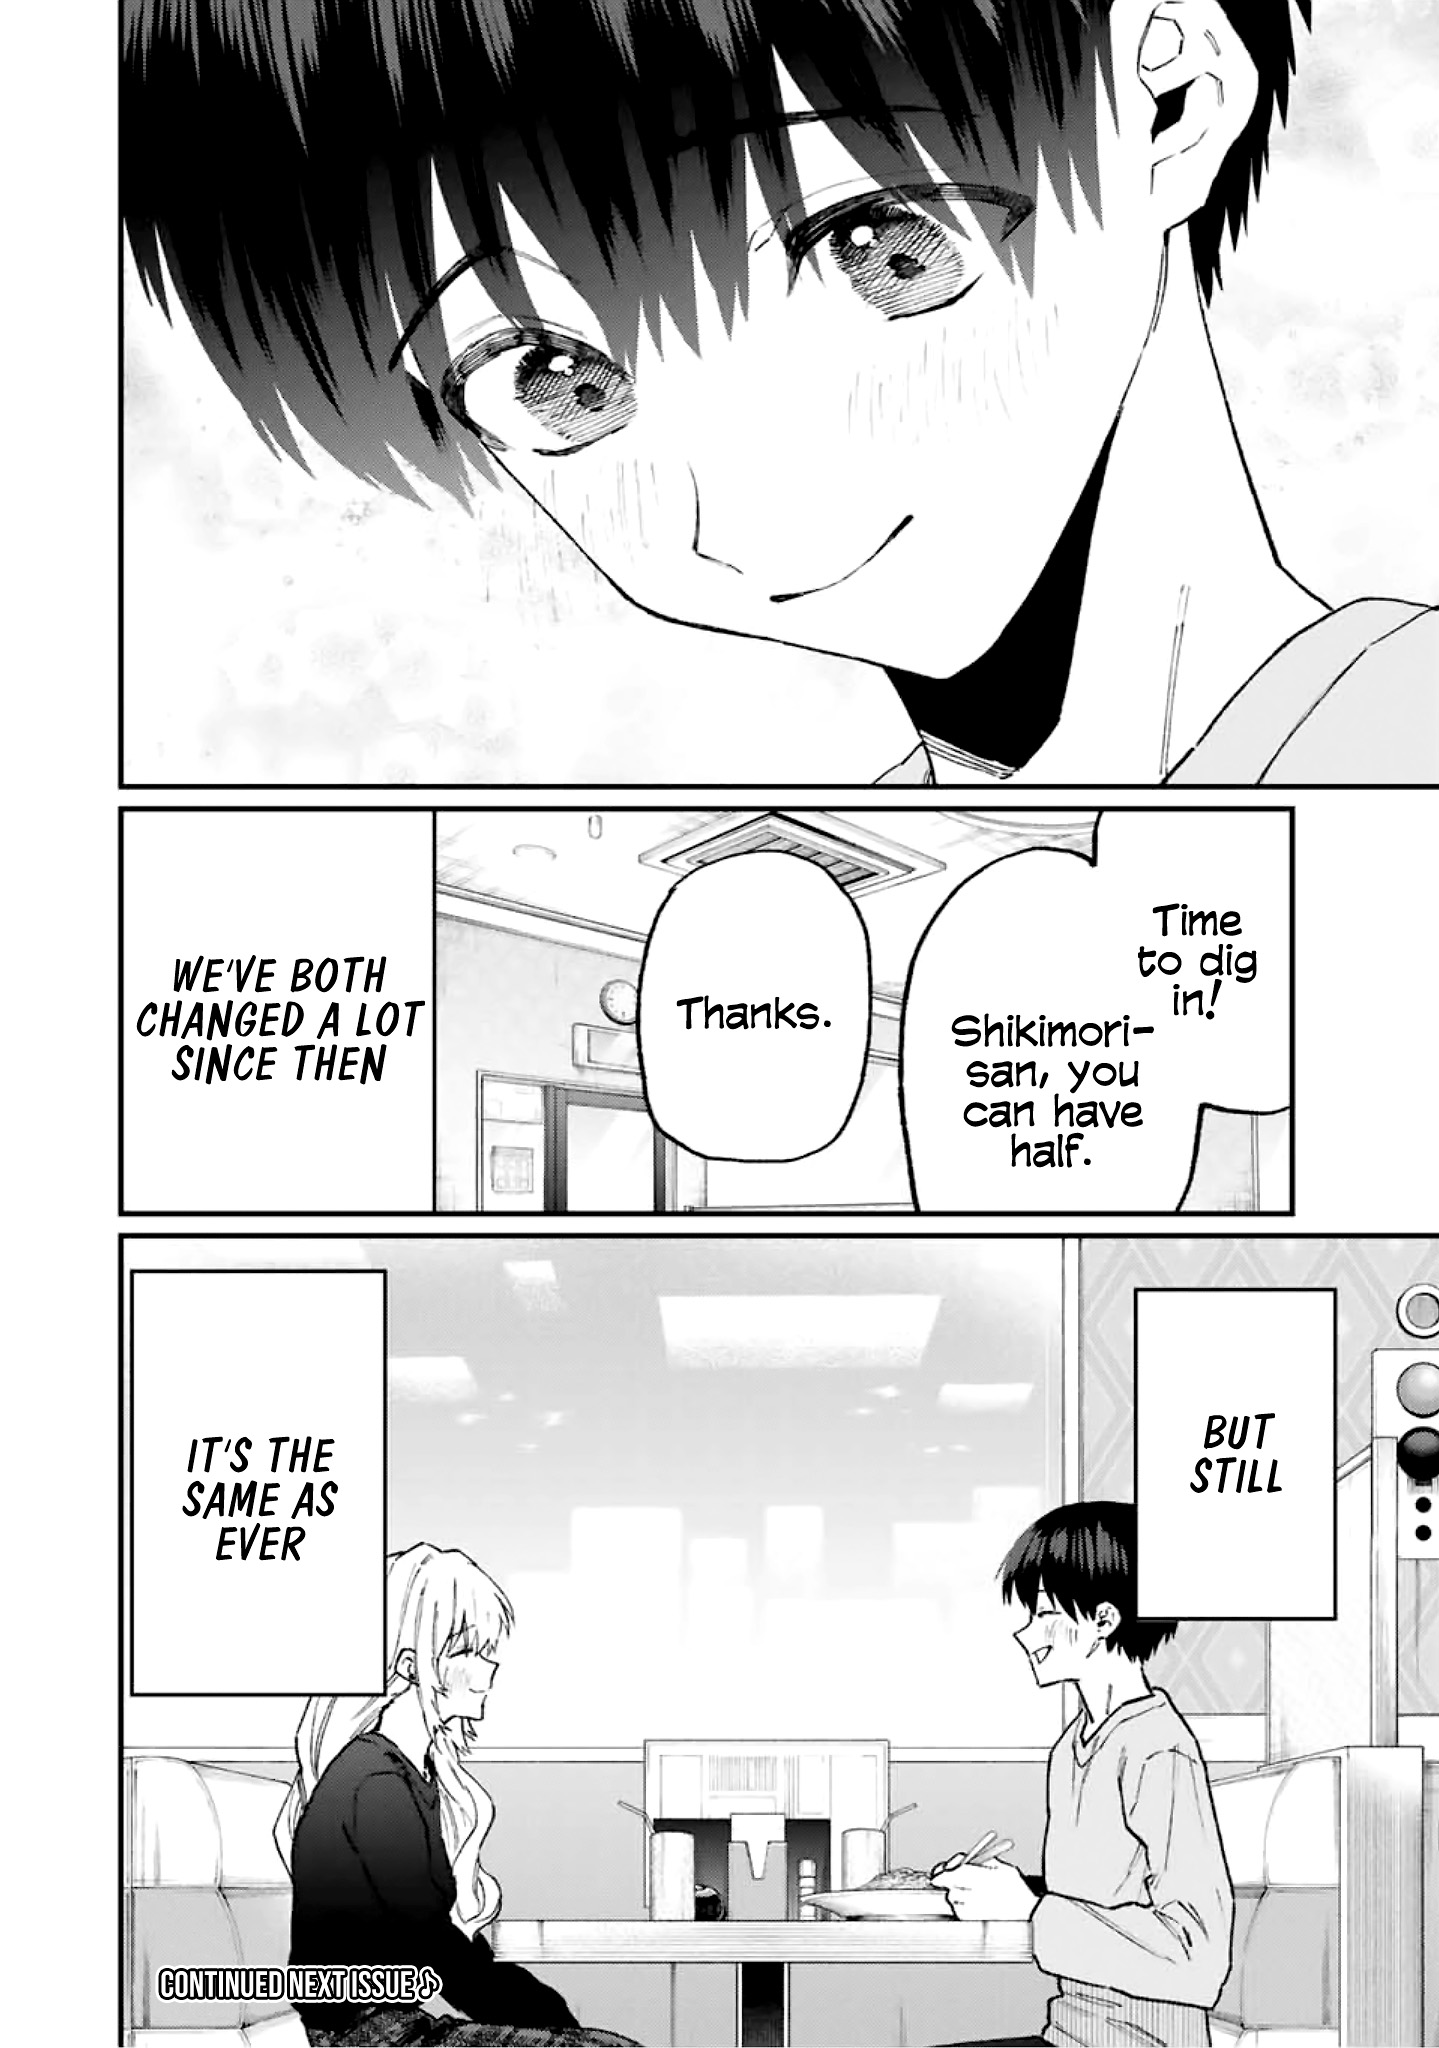 Time
to dig
in!
Shikimori-
san, you
can have
half.
Thanks.
WE'VE BOTH
CHANGED A LOT
SINCE THEN
BUT
STILL
IT'S THE
SAME AS
EVER
CONTINUED NEXT ISSUE♪